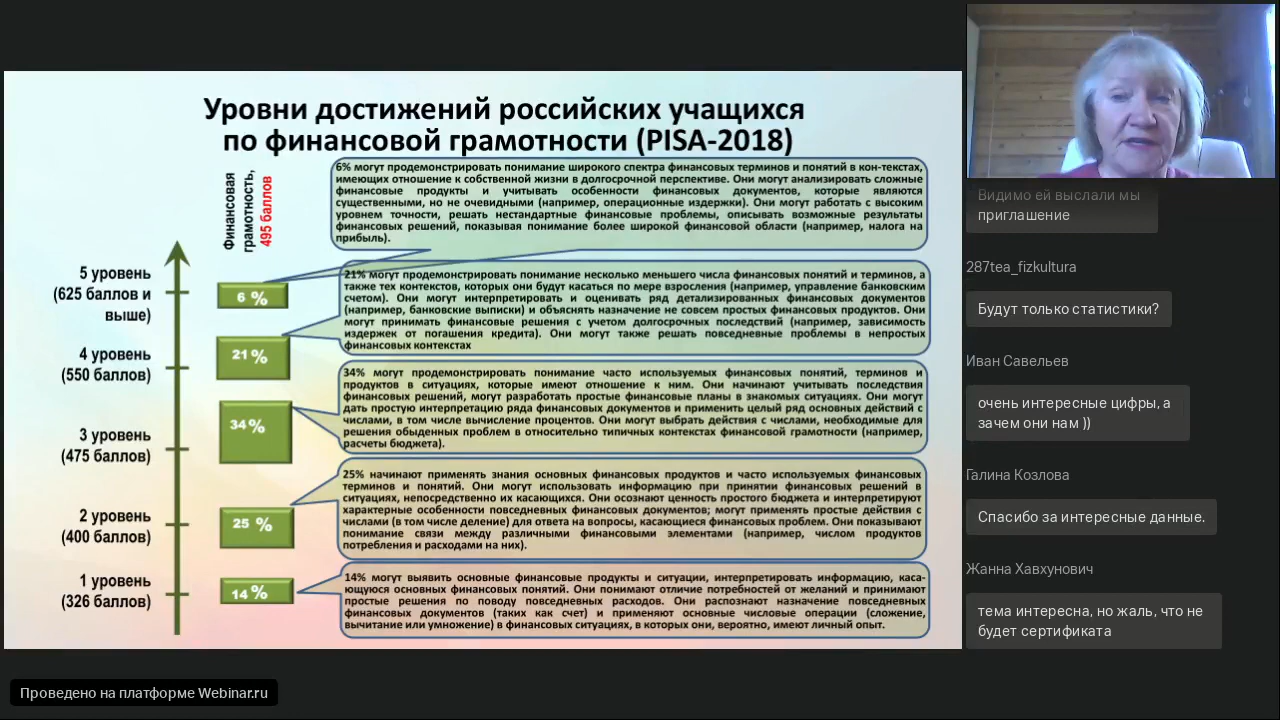 Уровни достижений российских учащихся
по финансовой грамотности (PISA-2018)
Финансовая
грамотность,
495 баллов
5 уровень
(625 баллов и
выше)
6 %
6% могут продемонстрировать понимание широкого спектра финансовых терминов и понятий в кон-текстах,
имеющих отношение к собственной жизни в долгосрочной перспективе. Они могут анализировать сложные
финансовые продукты и учитывать особенности финансовых документов, которые являются
существенными, но не очевидными (например, операционные издержки). Они могут работать с высоким
уровнем точности, решать нестандартные финансовые проблемы, описывать возможные результаты
финансовых решений, показывая понимание более широкой финансовой области (например, налога на
прибыль).
4 уровень
(550 баллов)
21 %
21% могут продемонстрировать понимание несколько меньшего числа финансовых понятий и терминов, а
также тех контекстов, которых они будут касаться по мере взросления (например, управление банковским
счетом). Они могут интерпретировать и оценивать ряд детализированных финансовых документов
(например, банковские выписки) и объяснять назначение не совсем простых финансовых продуктов. Они
могут принимать финансовые решения с учетом долгосрочных последствий (например, зависимость
издержек от погашения кредита). Они могут также решать повседневные проблемы в непростых
финансовых контекстах
3 уровень
(475 баллов)
34 %
34% могут продемонстрировать понимание часто используемых финансовых понятий, терминов и
продуктов в ситуациях, которые имеют отношение к ним. Они начинают учитывать последствия
финансовых решений, могут разработать простые финансовые планы в знакомых ситуациях. Они могут
дать простую интерпретацию ряда финансовых документов и применить целый ряд основных действий с
числами, в том числе вычисление процентов. Они могут выбрать действия с числами, необходимые для
решения обыденных проблем в относительно типичных контекстах финансовой грамотности (например,
расчеты бюджета).
2 уровень
(400 баллов)
25 %
25% начинают применять знания основных финансовых продуктов и часто используемых финансовых
терминов и понятий. Они могут использовать информацию при принятии финансовых решений в
ситуациях, непосредственно их касающихся. Они осознают ценность простого бюджета и интерпретируют
характерные особенности повседневных финансовых документов; могут применять простые действия с
числами (в том числе деление) для ответа на вопросы, касающиеся финансовых проблем. Они показывают
понимание связи между различными финансовыми элементами (например, числом продуктов
потребления и расходами на них).
1 уровень
(326 баллов)
14 %
14% могут выявить основные финансовые продукты и ситуации, интерпретировать информацию, каса-
ющуюся основных финансовых понятий. Они понимают отличие потребностей от желаний и принимают
простые решения по поводу повседневных расходов. Они распознают назначение повседневных
финансовых документов (таких как счет) и применяют основные числовые операции (сложение,
вычитание или умножение) в финансовых ситуациях, в которых они, вероятно, имеют личный опыт.
Видимо ей выслали мы
приглашение
287tea_fizkultura
Будут только статистики?
Иван Савельев
очень интересные цифры, а
зачем они нам ))
Галина Козлова
Спасибо за интересные данные.
Жанна Хавхунович
тема интересна, но жаль, что не
будет сертификата
Проведено на платформе Webinar.ru